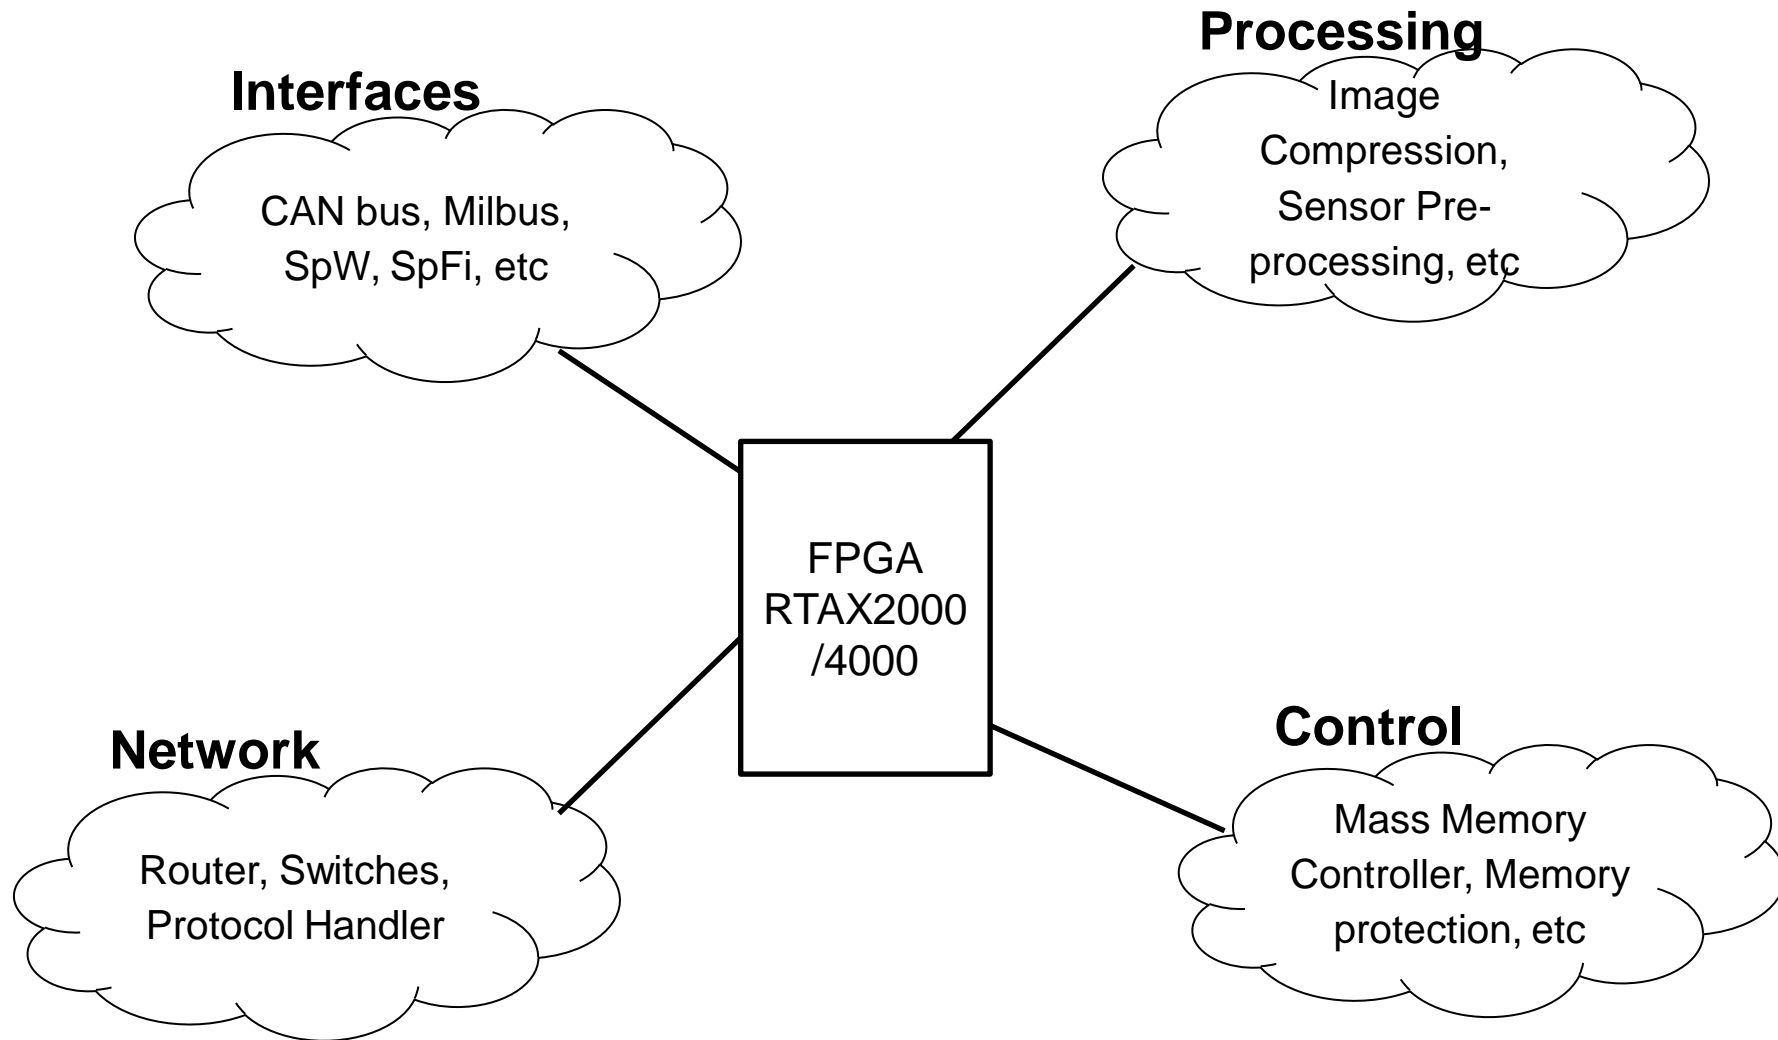 Interfaces
CAN bus, Milbus,
SpW, SpFi, etc
Processing
Image
Compression,
Sensor Pre-
processing, etc
FPGA
RTAX2000
/4000
Network
Router, Switches,
Protocol Handler
Control
Mass Memory
Controller, Memory
protection, etc